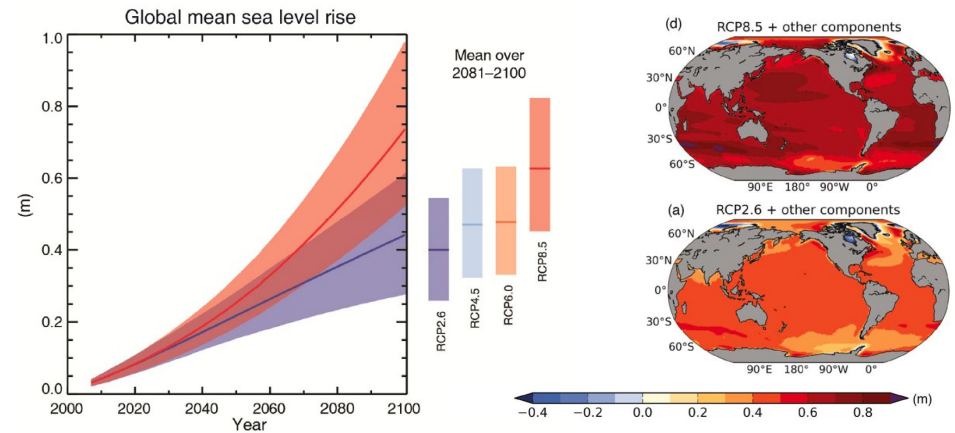 Global mean sea level rise
1.0
0.8
0.6
0.4
0.2
0.0
(m)
2000 2020 2040 2060 2080 2100
Year
Mean over
2081–2100
RCP2.6
RCP4.5
RCP6.0
RCP8.5
(d) RCP8.5 + other components
60°N
30°N
0°
30°S
60°S
90°E 180° 90°W 0°
(a) RCP2.6 + other components
60°N
30°N
0°
30°S
60°S
90°E 180° 90°W 0°
−0.4 −0.2 0.0 0.2 0.4 0.6 0.8 (m)